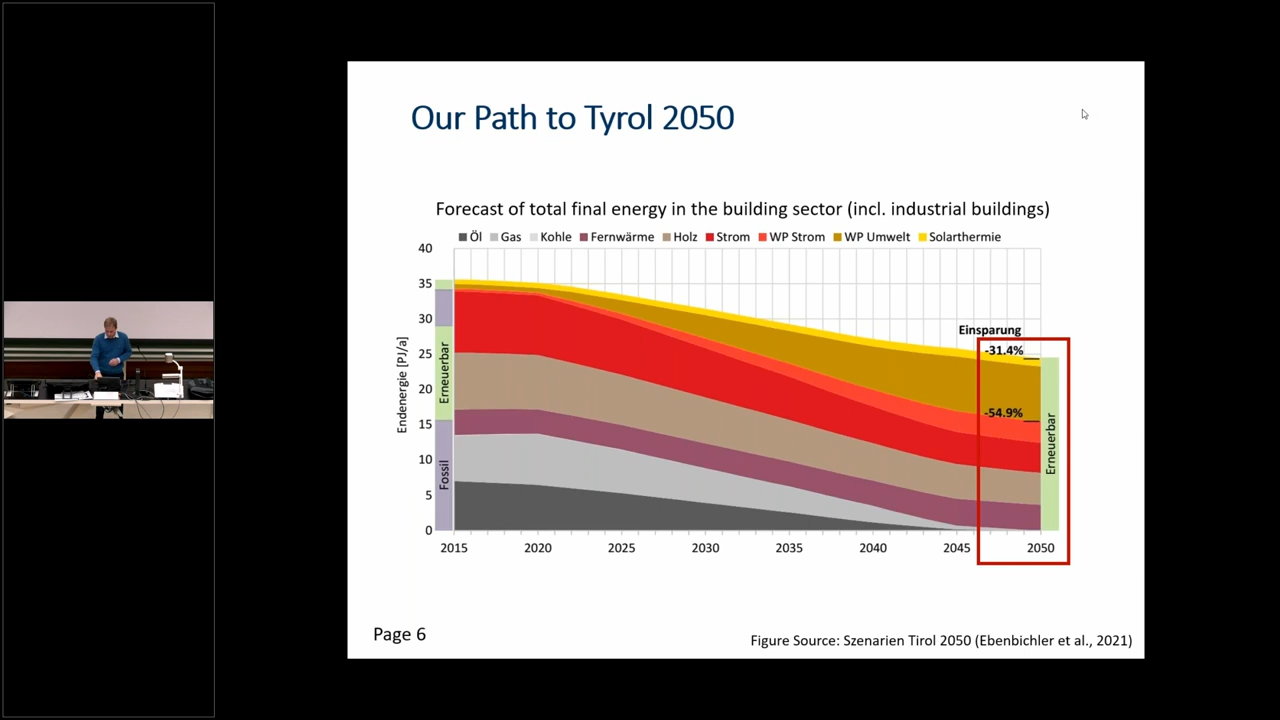 Our Path to Tyrol 2050
Forecast of total final energy in the building sector (incl. industrial buildings)
Öl Gas Kohle Fernwärme Holz Strom WP Strom WP Umwelt Solarthermie
Endenergie [PJ/a]
40
35
30
25
20
15
10
5
0
Erneuerbar
Fossil
Einsparung
-31.4%
-54.9%
Erneuerbar
2015 2020 2025 2030 2035 2040 2045 2050
Page 6
Figure Source: Szenarien Tirol 2050 (Ebenbichler et al., 2021)